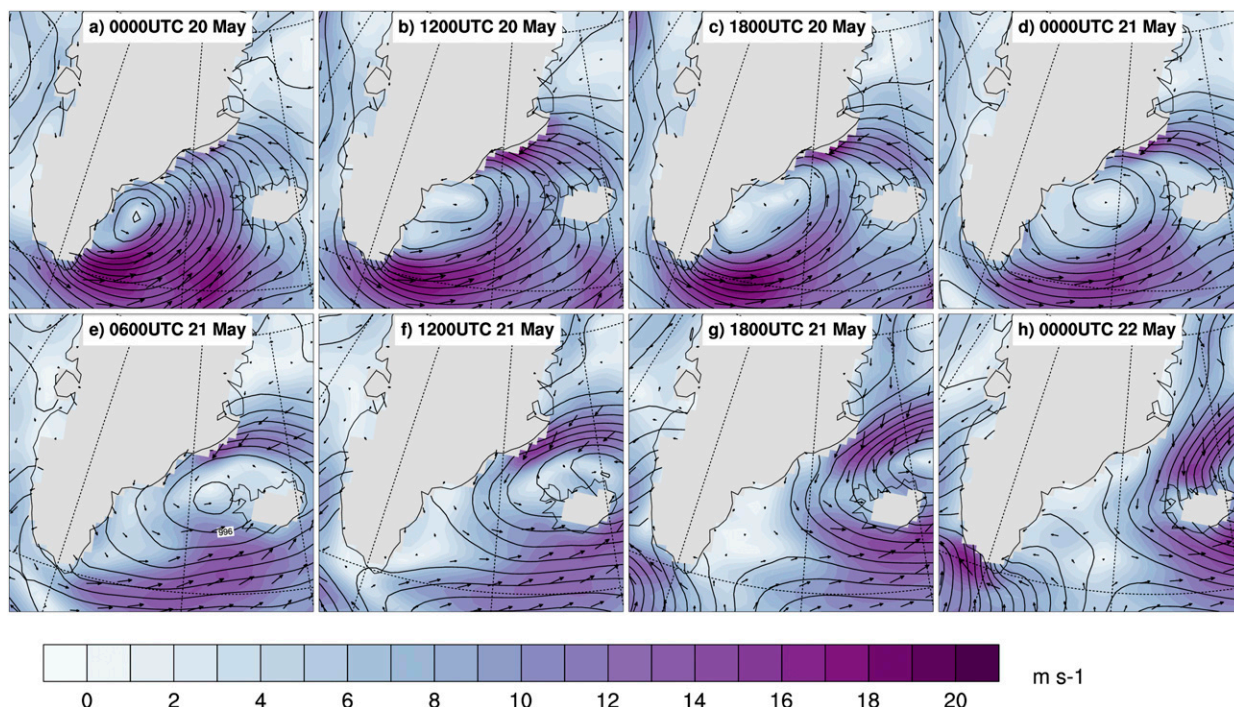 a) 0000UTC 20 May
b) 1200UTC 20 May
c) 1800UTC 20 May
d) 0000UTC 21 May
e) 0600UTC 21 May
f) 1200UTC 21 May
g) 1800UTC 21 May
h) 0000UTC 22 May
996
m s-1
0 2 4 6 8 10 12 14 16 18 20